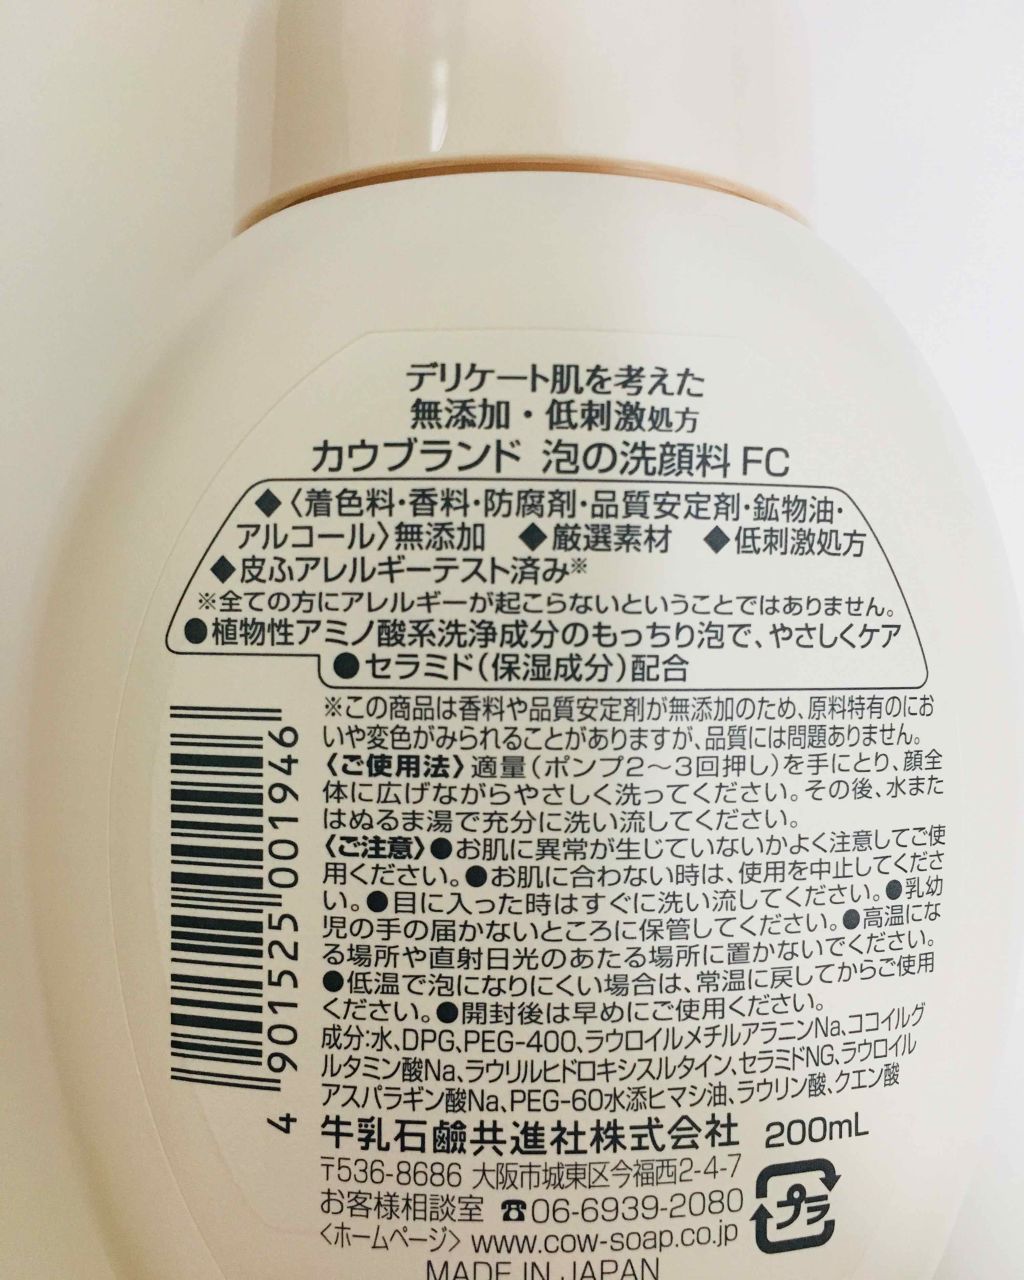 デリケート肌を考えた
無添加・低刺激処方
カウブランド 泡の洗顔料 FC
◆〈着色料・香料・防腐剤・品質安定剤・鉱物油・
アルコール〉無添加 ◆厳選素材 ◆低刺激処方
◆皮ふアレルギーテスト済み※
※全ての方にアレルギーが起こらないということではありません。
●植物性アミノ酸系洗浄成分のもっちり泡で、やさしくケア
●セラミド(保湿成分)配合
※この商品は香料や品質安定剤が無添加のため、原料特有のにお
いや変色がみられることがありますが、品質には問題ありません。
〈ご使用法〉適量(ポンプ2〜3回押し)を手にとり、顔全
体に広げながらやさしく洗ってください。その後、水また
はぬるま湯で充分に洗い流してください。
〈ご注意〉●お肌に異常が生じていないかよく注意してご使
用ください。●お肌に合わない時は、使用を中止してくださ
い。●目に入った時はすぐに洗い流してください。●乳幼
児の手の届かないところに保管してください。●高温にな
る場所や直射日光のあたる場所に置かないでください。
●低温で泡になりにくい場合は、常温に戻してからご使用
ください。●開封後は早めにご使用ください。
成分:水、DPG、PEG-400、ラウロイルメチルアラニンNa、ココイルグ
ルタミン酸Na、ラウリルヒドロキシスルタイン、セラミドNG、ラウロイル
アスパラギン酸Na、PEG-60水添ヒマシ油、ラウリン酸、クエン酸
牛乳石鹼共進社株式会社 200mL
〒536-8686 大阪市城東区今福西2-4-7
お客様相談室 ☎06-6939-2080
〈ホームページ〉www.cow-soap.co.jp
プラ
MADE IN JAPAN
4 901525 001946